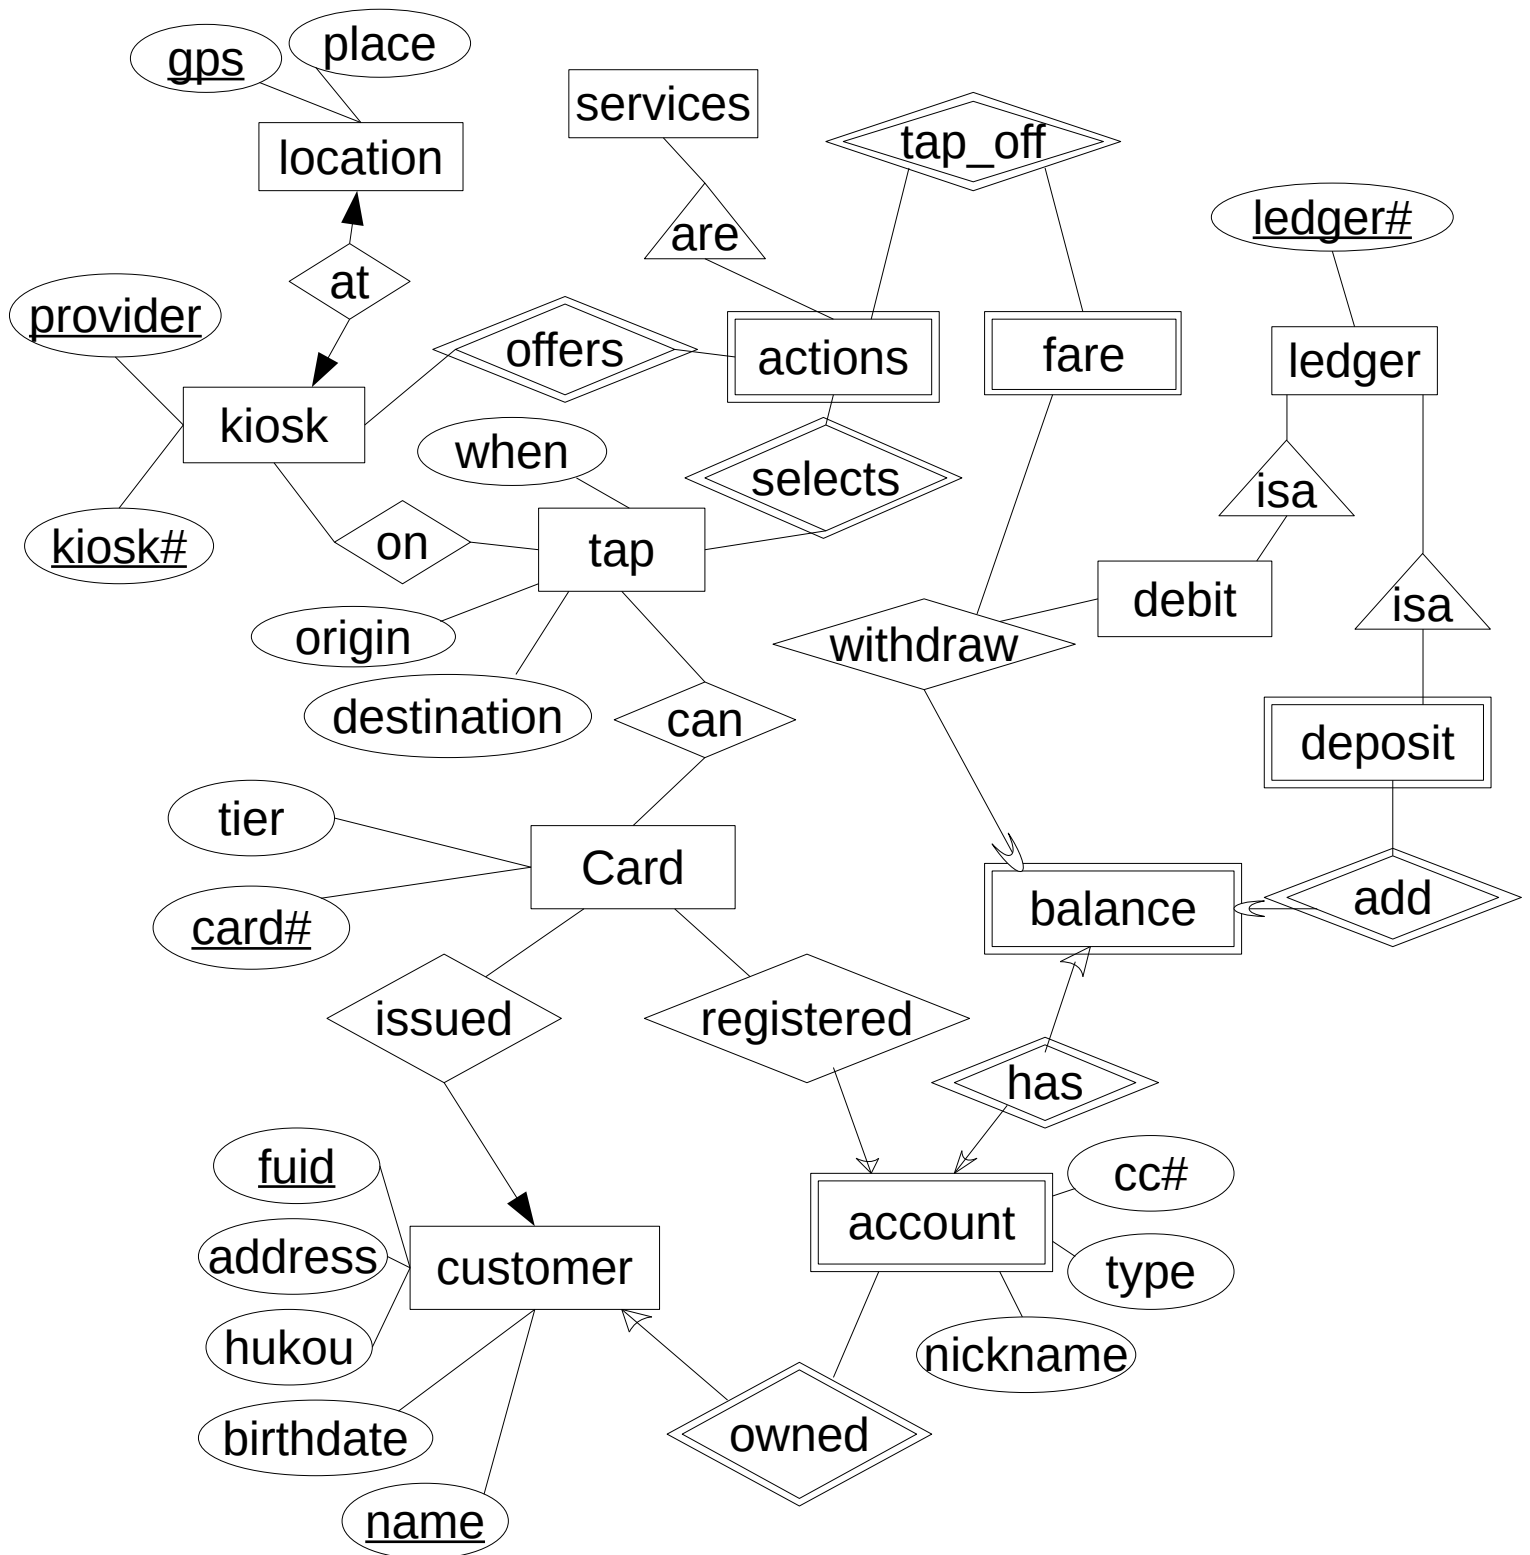 place
gps
services
tap_off
location
ledger#
are
at
provider
offers
actions
fare
ledger
kiosk
when
selects
isa
kiosk#
on
tap
debit
isa
origin
withdraw
destination
can
deposit
tier
Card
add
card#
balance
issued
registered
has
fuid
cc#
account
address
customer
type
hukou
nickname
birthdate
owned
name